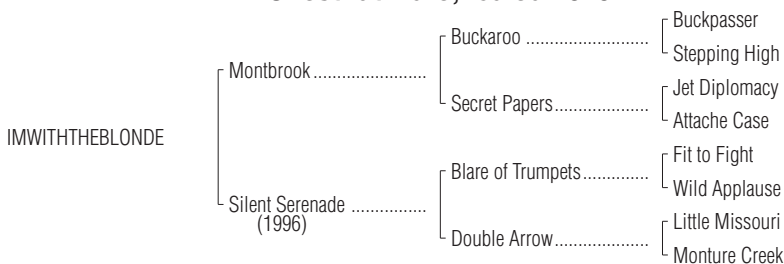 Buckpasser
Buckaroo ................................
Stepping High
Montbrook..........................
Jet Diplomacy
Secret Papers........................
Attache Case
IMWITHTHEBLONDE
Fit to Fight
Blare of Trumpets.................
Wild Applause
Silent Serenade .................
(1996)
Little Missouri
Double Arrow........................
Monture Creek